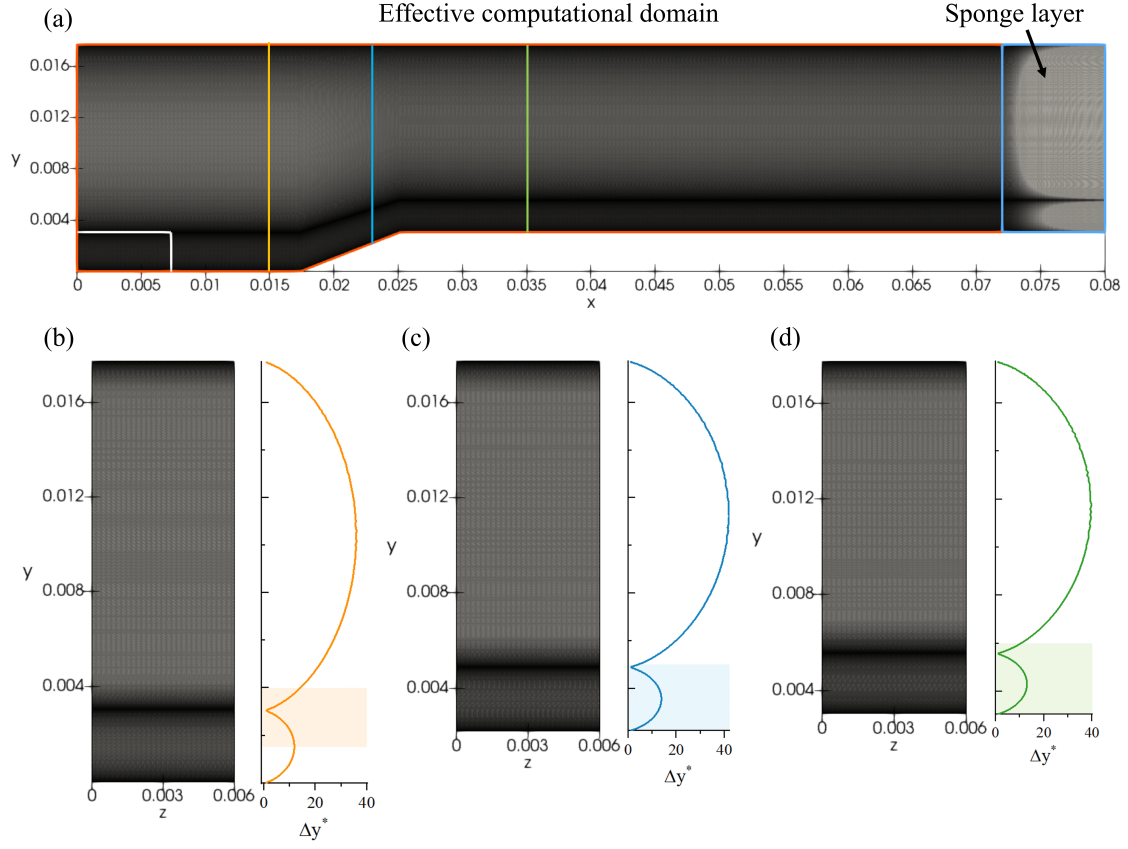 (a)
Effective computational domain
Sponge layer
0.016
0.012
y
0.008
0.004
0 0.005 0.01 0.015 0.02 0.025 0.03 0.035 0.04 0.045 0.05 0.055 0.06 0.065 0.07 0.075 0.08
x
(b)
0.016
0.012
y
0.008
0.004
0 0.003 0.006
z
0 20 40
Δy*
(c)
0.016
0.012
y
0.008
0.004
0 0.003 0.006
z
0 20 40
Δy*
(d)
0.016
0.012
y
0.008
0.004
0 0.003 0.006
z
0 20 40
Δy*